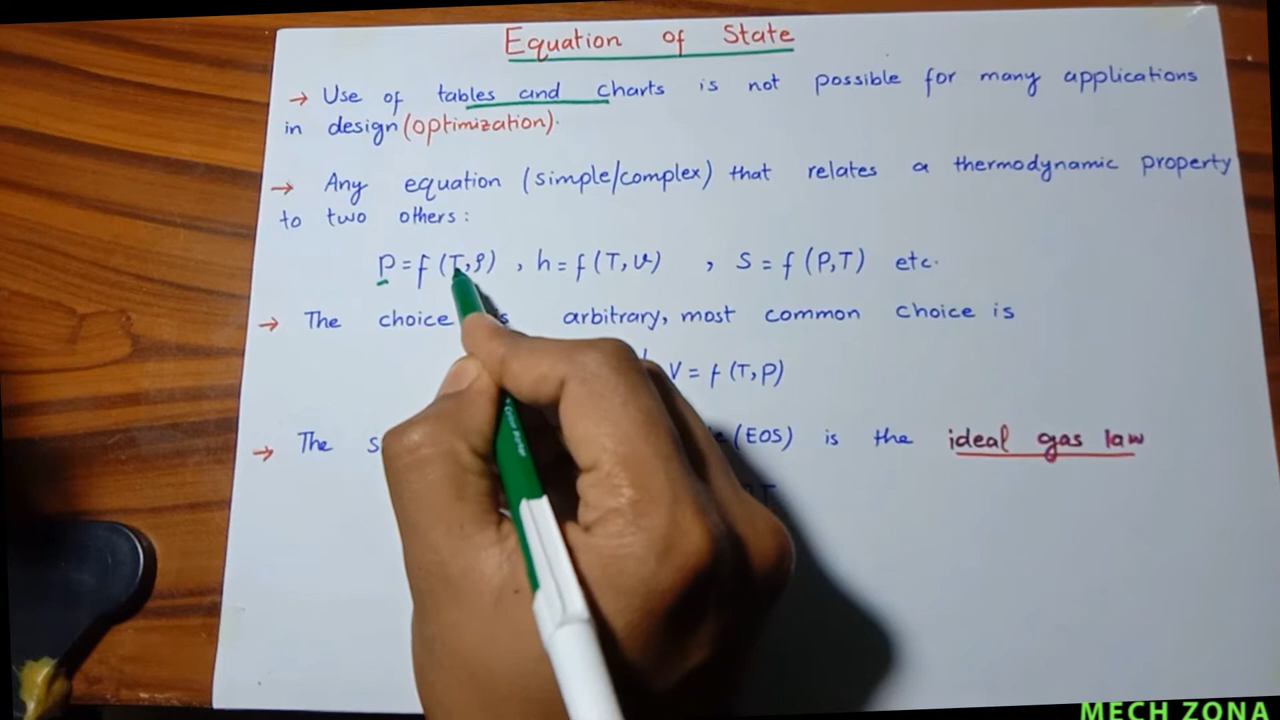 Equation of State
→ Use of tables and charts is not possible for many applications
in design (optimization).
→ Any equation (simple/complex) that relates a thermodynamic property
to two others:
P = f (T,ρ) , h = f (T,v) , s = f (P,T) etc.
→ The choice arbitrary, most common choice is
V = f (T,P)
→ The (EOS) is the ideal gas law
MECH ZONA